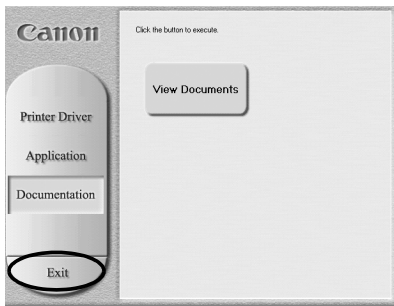 Canon
Click the button to execute.
View Documents
Printer Driver
Application
Documentation
Exit